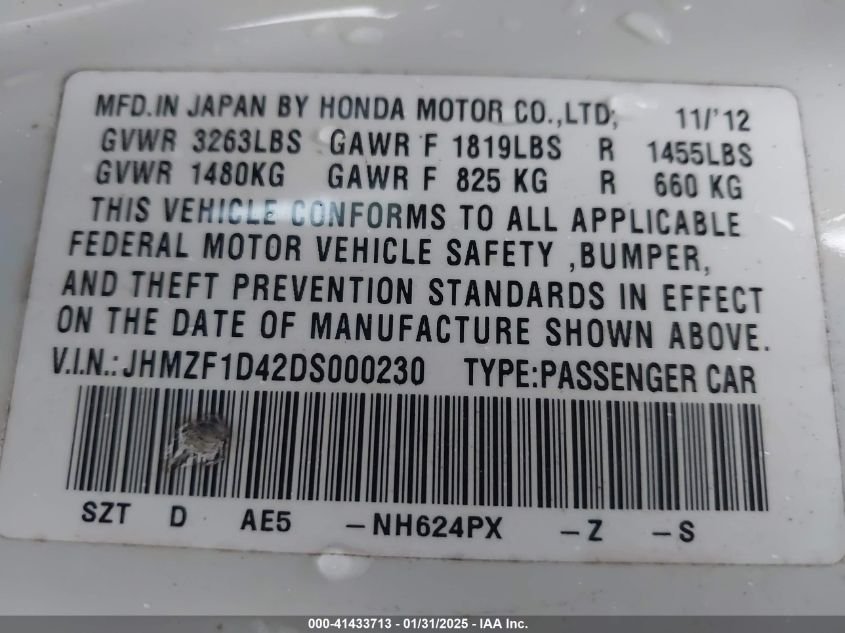 MFD.IN JAPAN BY HONDA MOTOR CO.,LTD; 11/'12
GVWR 3263LBS GAWR F 1819LBS R 1455LBS
GVWR 1480KG GAWR F 825 KG R 660 KG
THIS VEHICLE CONFORMS TO ALL APPLICABLE
FEDERAL MOTOR VEHICLE SAFETY ,BUMPER,
AND THEFT PREVENTION STANDARDS IN EFFECT
ON THE DATE OF MANUFACTURE SHOWN ABOVE.
V.I.N.:JHMZF1D42DS000230 TYPE:PASSENGER CAR
SZT D AE5 -NH624PX -Z -S
000-41433713 - 01/31/2025 - IAA Inc.